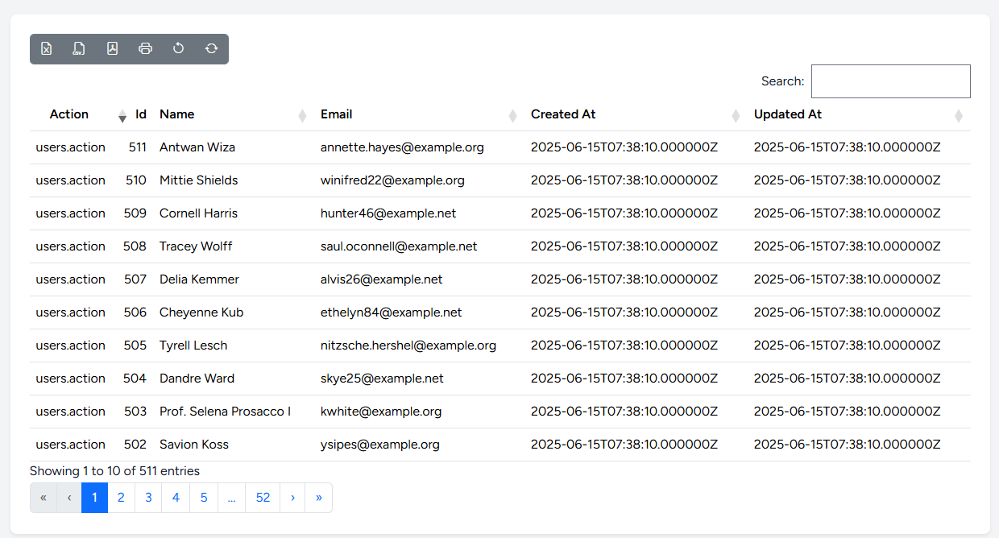 CSV
Search:
Action Id Name Email Created At Updated At
users.action 511 Antwan Wiza annette.hayes@example.org 2025-06-15T07:38:10.000000Z 2025-06-15T07:38:10.000000Z
users.action 510 Mittie Shields winifred22@example.org 2025-06-15T07:38:10.000000Z 2025-06-15T07:38:10.000000Z
users.action 509 Cornell Harris hunter46@example.net 2025-06-15T07:38:10.000000Z 2025-06-15T07:38:10.000000Z
users.action 508 Tracey Wolff saul.oconnell@example.net 2025-06-15T07:38:10.000000Z 2025-06-15T07:38:10.000000Z
users.action 507 Delia Kemmer alvis26@example.net 2025-06-15T07:38:10.000000Z 2025-06-15T07:38:10.000000Z
users.action 506 Cheyenne Kub ethelyn84@example.net 2025-06-15T07:38:10.000000Z 2025-06-15T07:38:10.000000Z
users.action 505 Tyrell Lesch nitzsche.hershel@example.org 2025-06-15T07:38:10.000000Z 2025-06-15T07:38:10.000000Z
users.action 504 Dandre Ward skye25@example.net 2025-06-15T07:38:10.000000Z 2025-06-15T07:38:10.000000Z
users.action 503 Prof. Selena Prosacco I kwhite@example.org 2025-06-15T07:38:10.000000Z 2025-06-15T07:38:10.000000Z
users.action 502 Savion Koss ysipes@example.org 2025-06-15T07:38:10.000000Z 2025-06-15T07:38:10.000000Z
Showing 1 to 10 of 511 entries
« ‹ 1 2 3 4 5 ... 52 › »